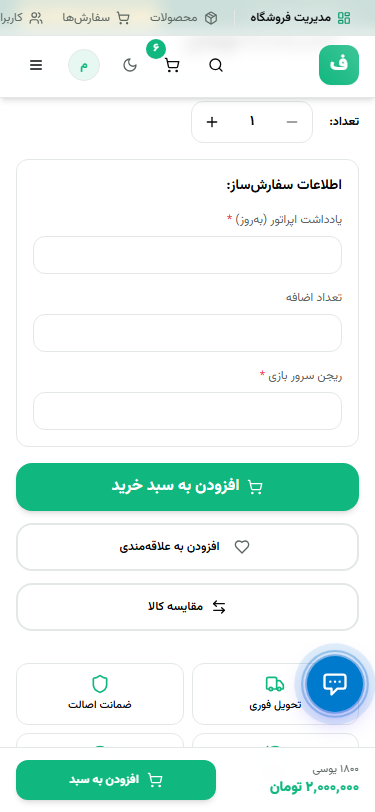 مدیریت فروشگاه
محصولات
سفارش‌ها
ف
۶
م
تعداد:
۱
اطلاعات سفارش‌ساز:
یادداشت اپراتور (به‌روز) *
تعداد اضافه
ریجن سرور بازی *
افزودن به سبد خرید
افزودن به علاقه‌مندی
مقایسه کالا
تحویل فوری
ضمانت اصالت
۱۸۰۰ یوسی
۲,۰۰۰,۰۰۰ تومان
افزودن به سبد